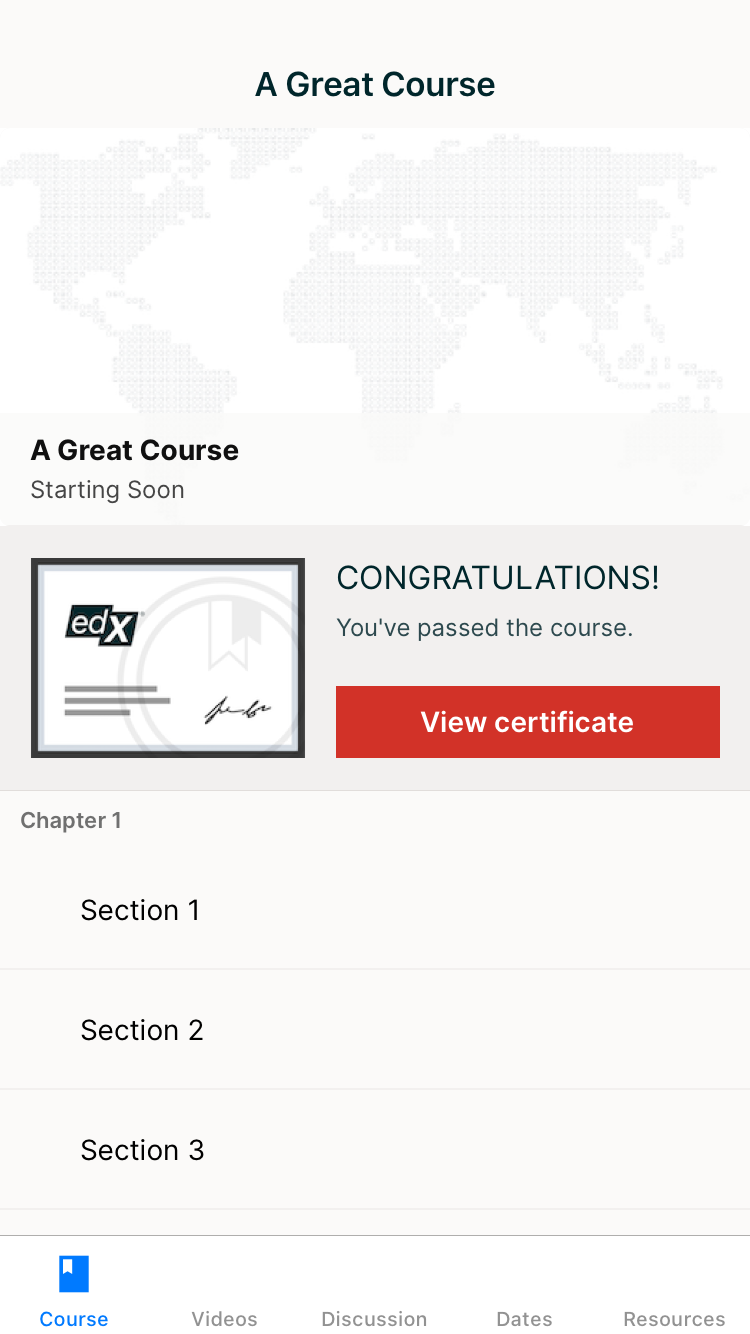 A Great Course
A Great Course
Starting Soon
edX
CONGRATULATIONS!
You've passed the course.
View certificate
Chapter 1
Section 1
Section 2
Section 3
Course
Videos
Discussion
Dates
Resources